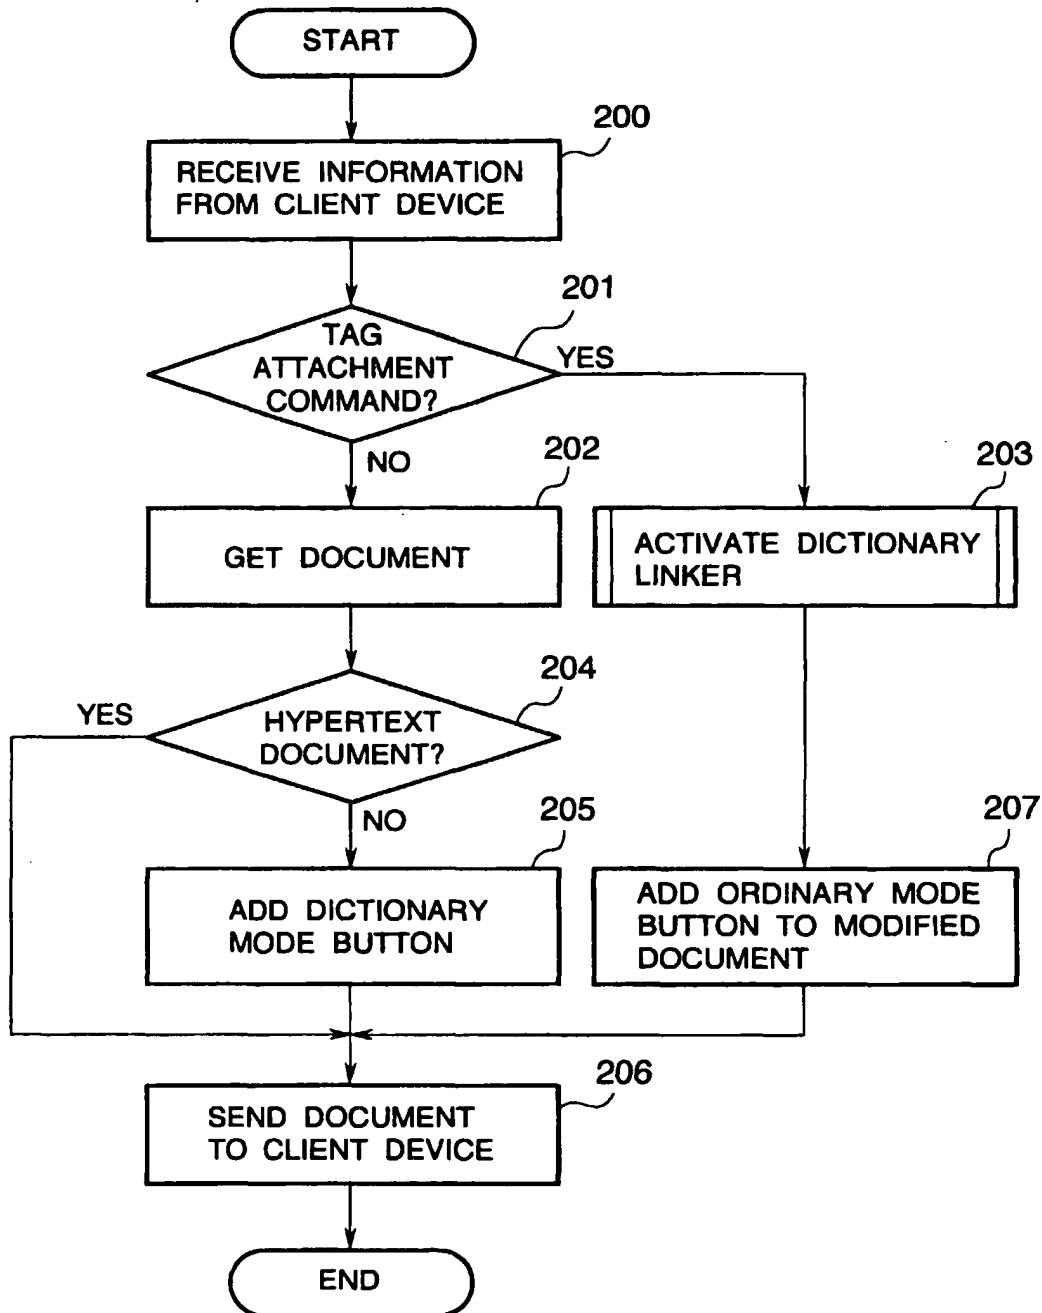 START
200
RECEIVE INFORMATION
FROM CLIENT DEVICE
201
TAG
ATTACHMENT
COMMAND?
YES
NO
202
203
GET DOCUMENT
ACTIVATE DICTIONARY
LINKER
204
YES
HYPERTEXT
DOCUMENT?
NO
205
207
ADD DICTIONARY
MODE BUTTON
ADD ORDINARY MODE
BUTTON TO MODIFIED
DOCUMENT
206
SEND DOCUMENT
TO CLIENT DEVICE
END